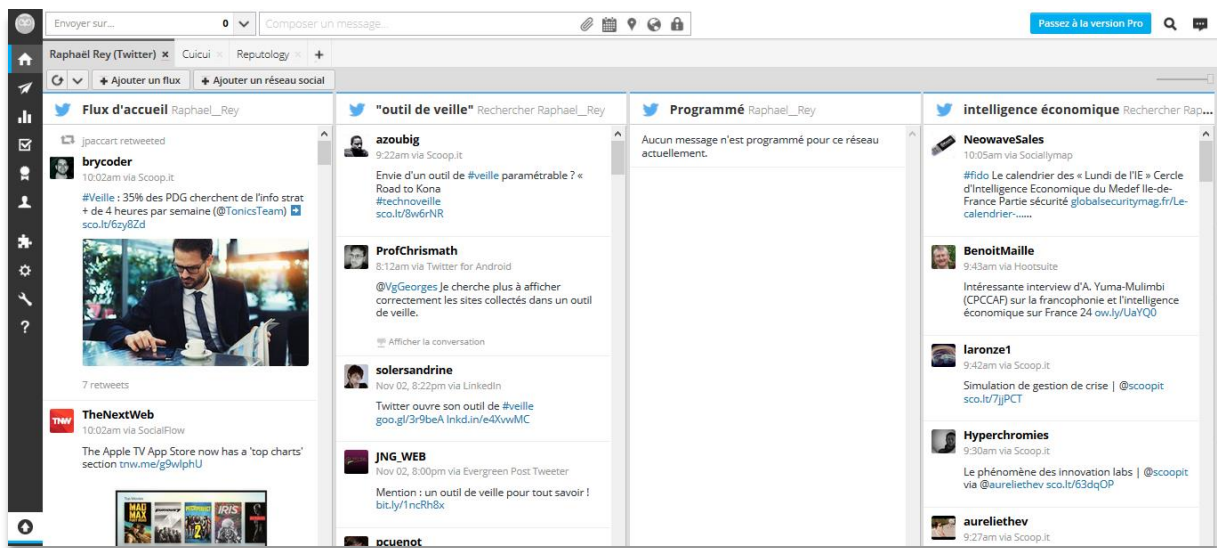 Envoyer sur... 0 Composer un message... Passez à la version Pro
Raphaël Rey (Twitter) × Cuicui × Reputology × +
+ Ajouter un flux + Ajouter un réseau social
Flux d'accueil Raphael__Rey
jpaccart retweeted
brycoder
10:02am via Scoop.it
#Veille : 35% des PDG cherchent de l'info strat
+ de 4 heures par semaine (@TonicsTeam)
sco.lt/6zy8Zd
7 retweets
TheNextWeb
TNW
10:02am via SocialFlow
The Apple TV App Store now has a 'top charts'
section tnw.me/g9wlphU
MAD
MAX
IRIS
"outil de veille" Rechercher Raphael__Rey
azoubig
9:22am via Scoop.it
Envie d'un outil de #veille paramétrable ? «
Road to Kona
#technoveille
sco.lt/8w6rNR
ProfChrismath
8:12am via Twitter for Android
@VgGeorges Je cherche plus à afficher
correctement les sites collectés dans un outil
de veille.
Afficher la conversation
solersandrine
Nov 02, 8:22pm via LinkedIn
Twitter ouvre son outil de #veille
goo.gl/3r9beA lnkd.in/e4XvwMC
JNG_WEB
Nov 02, 8:00pm via Evergreen Post Tweeter
Mention : un outil de veille pour tout savoir !
bit.ly/1ncRh8x
pcuenot
Programmé Raphael__Rey
Aucun message n'est programmé pour ce réseau
actuellement.
intelligence économique Rechercher Rap...
NeowaveSales
10:05am via Sociallymap
#fido Le calendrier des « Lundi de l'IE » Cercle
d'Intelligence Economique du Medef Ile-de-
France Partie sécurité globalsecuritymag.fr/Le-
calendrier-......
BenoitMaille
9:43am via Hootsuite
Intéressante interview d'A. Yuma-Mulimbi
(CPCCAF) sur la francophonie et l'intelligence
économique sur France 24 ow.ly/UaYQ0
laronze1
9:42am via Scoop.it
Simulation de gestion de crise | @scoopit
sco.lt/7jjPCT
Hyperchromies
9:30am via Scoop.it
Le phénomène des innovation labs | @scoopit
via @aureliethev sco.lt/63dqOP
aureliethev
9:27am via Scoop.it